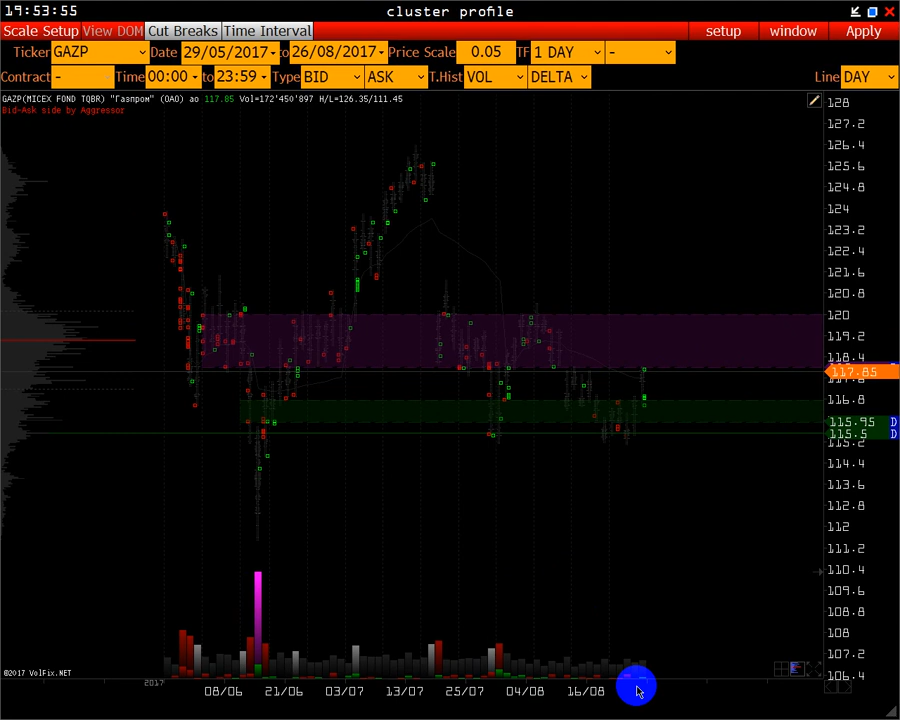 19:53:55 cluster profile
Scale Setup View DOM Cut Breaks Time Interval setup window Apply
Ticker GAZP Date 29/05/2017 to 26/08/2017 Price Scale 0.05 TF 1 DAY -
Contract - Time 00:00 to 23:59 Type BID ASK T.Hist VOL DELTA Line DAY
GAZP(MICEX FOND TQBR) "Газпром" (ОАО) ао 117.85 Vol=172'450'897 H/L=126.35/111.45
Bid-Ask side by Aggressor
128
127.2
126.4
125.6
124.8
124
123.2
122.4
121.6
120.8
120
119.2
118.4
117.85
116.8
115.95 D
115.5 D
115.2
114.4
113.6
112.8
112
111.2
110.4
109.6
108.8
108
107.2
106.4
©2017 VolFix.NET
2017
08/06 21/06 03/07 13/07 25/07 04/08 16/08